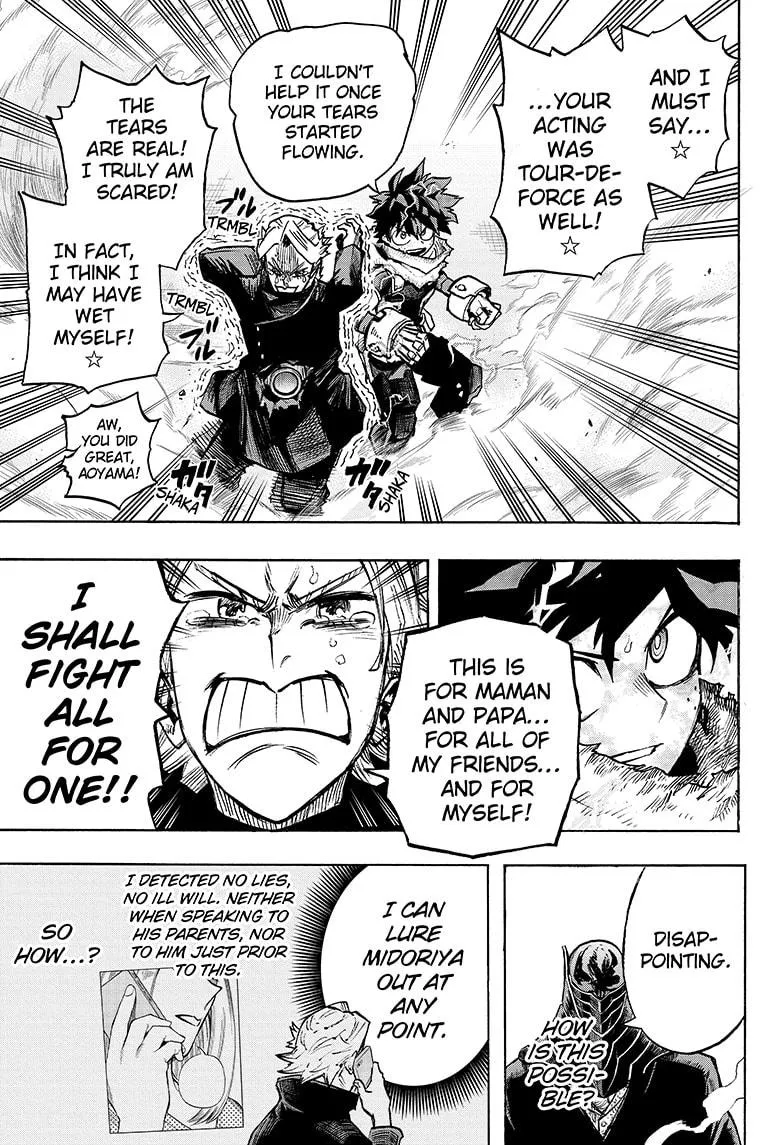 AND I
MUST
SAY...
☆
...YOUR
ACTING
WAS
TOUR-DE-
FORCE AS
WELL!
☆
I COULDN'T
HELP IT ONCE
YOUR TEARS
STARTED
FLOWING.
THE
TEARS
ARE REAL!
I TRULY AM
SCARED!
IN FACT,
I THINK I
MAY HAVE
WET
MYSELF!
☆
AW,
YOU DID
GREAT,
AOYAMA!
ブル
TRMBL
TRMBL
ブル
ガタ
SHAKA
ガタ
SHAKA
THIS IS
FOR MAMAN
AND PAPA...
FOR ALL OF
MY FRIENDS...
AND FOR
MYSELF!
I
SHALL
FIGHT
ALL
FOR
ONE!!
DISAP-
POINTING.
HOW
IS THIS
POSSI-
BLE?
I CAN
LURE
MIDORIYA
OUT AT
ANY
POINT.
I DETECTED NO LIES,
NO ILL WILL. NEITHER
WHEN SPEAKING TO
HIS PARENTS, NOR
TO HIM JUST PRIOR
TO THIS.
SO
HOW...?